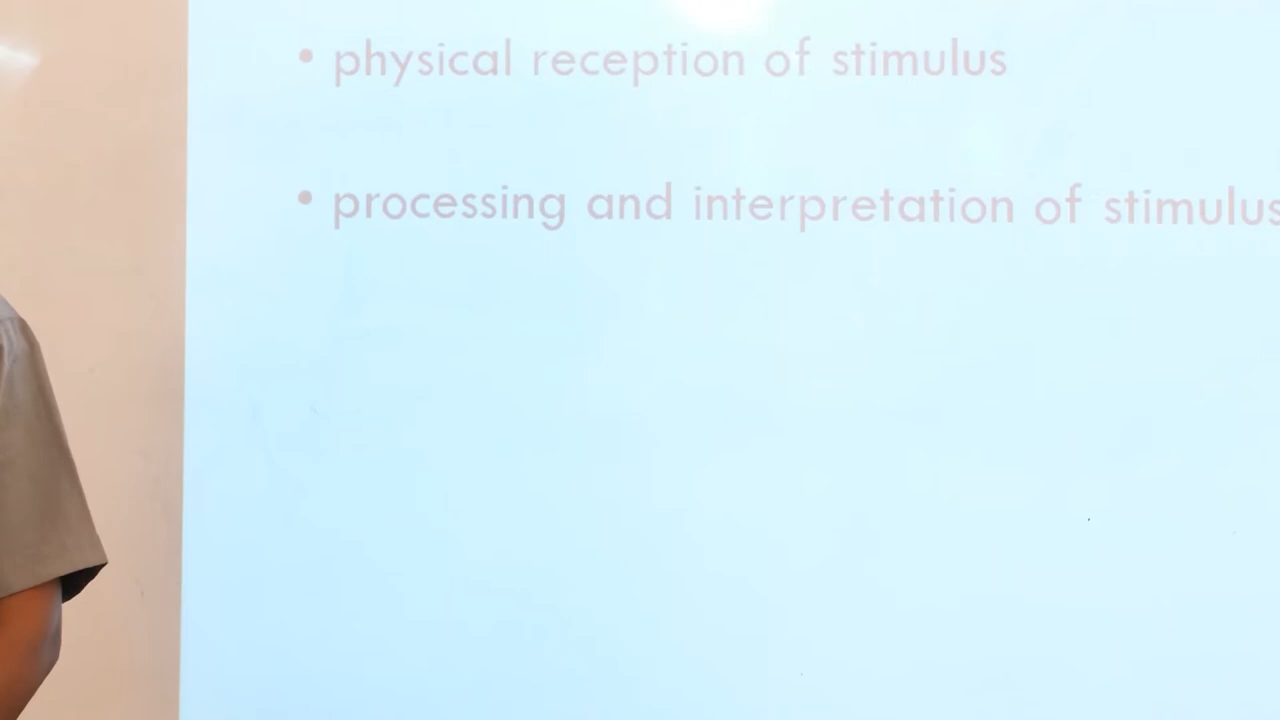 • physical reception of stimulus
• processing and interpretation of stimulus